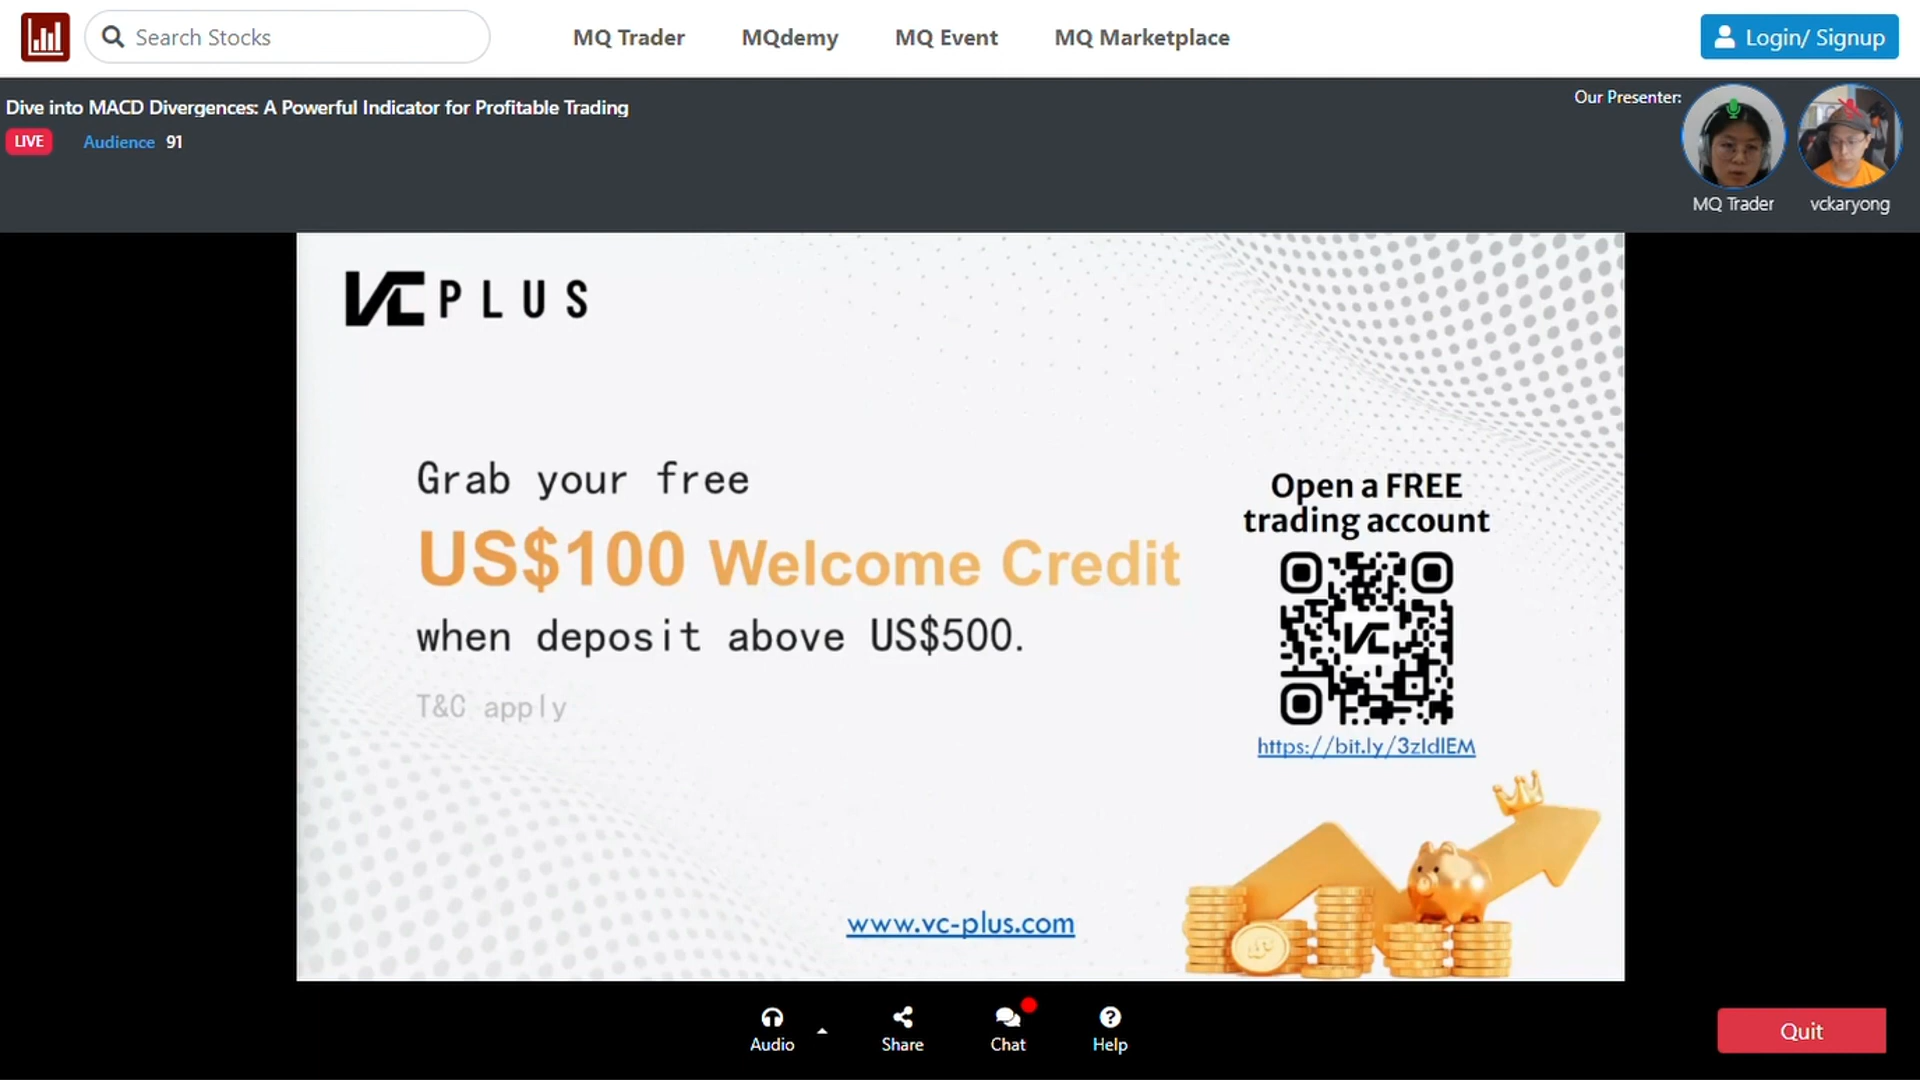 Search Stocks
MQ Trader
MQdemy
MQ Event
MQ Marketplace
Login/ Signup
Dive into MACD Divergences: A Powerful Indicator for Profitable Trading
LIVE
Audience 91
Our Presenter:
MQ Trader
vckaryong
VC PLUS
Grab your free
US$100 Welcome Credit
when deposit above US$500.
T&C apply
Open a FREE
trading account
VC
https://bit.ly/3zIdlEM
www.vc-plus.com
Audio
Share
Chat
Help
Quit